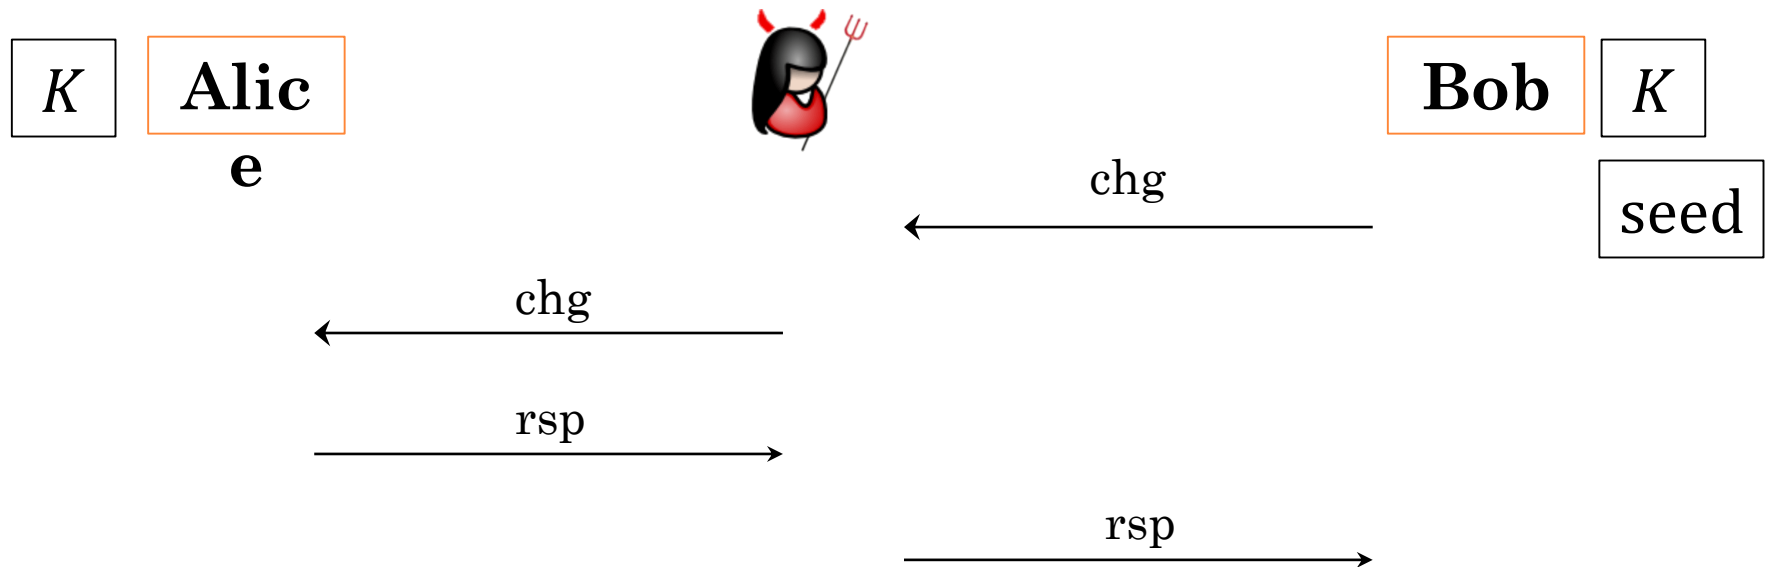 K Alic Bob K
e
chg
seed
chg
rsp
rsp